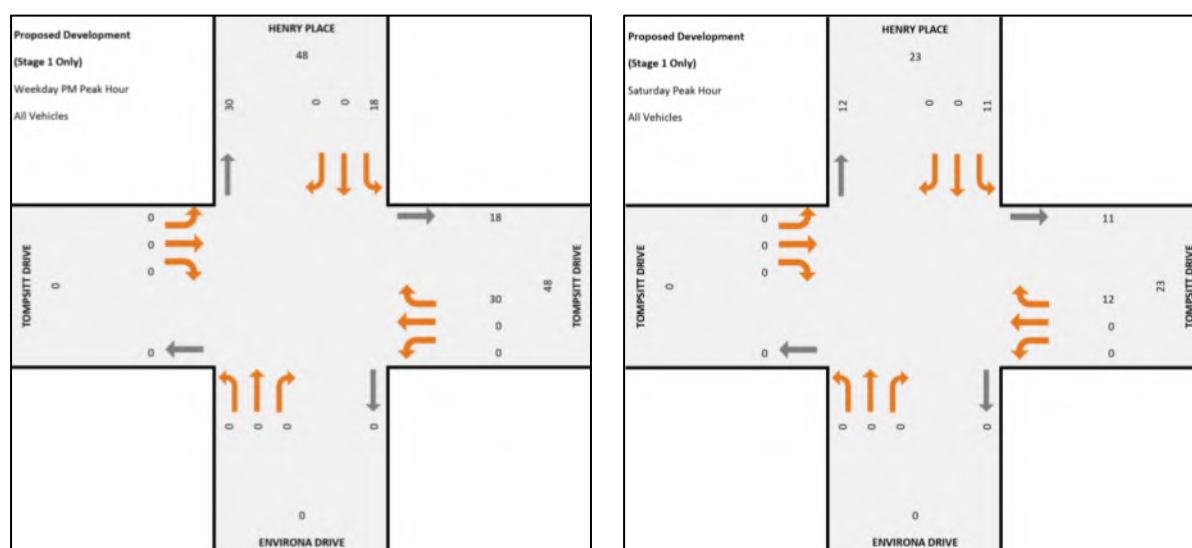 Proposed Development
(Stage 1 Only)
Weekday PM Peak Hour
All Vehicles
HENRY PLACE
48
30
0 0 18
0
0
0
18
TOMPSITT DRIVE
0
30
0
0
48
TOMPSITT DRIVE
0
0 0 0
0
0
ENVIRONA DRIVE
Proposed Development
(Stage 1 Only)
Saturday Peak Hour
All Vehicles
HENRY PLACE
23
12
0 0 11
0
0
0
11
TOMPSITT DRIVE
0
12
0
0
23
TOMPSITT DRIVE
0
0 0 0
0
0
ENVIRONA DRIVE